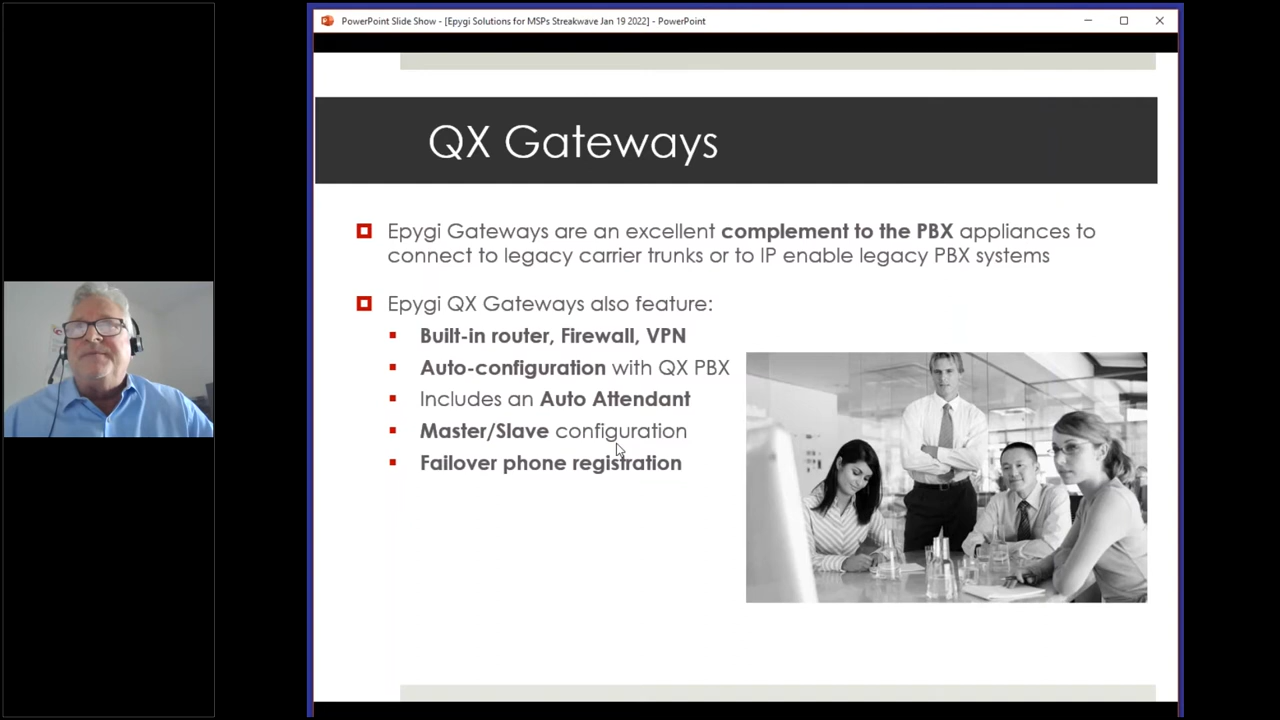 PowerPoint Slide Show - [Epygi Solutions for MSPs Streakwave Jan 19 2022] - PowerPoint
QX Gateways
Epygi Gateways are an excellent complement to the PBX appliances to
connect to legacy carrier trunks or to IP enable legacy PBX systems
Epygi QX Gateways also feature:
Built-in router, Firewall, VPN
Auto-configuration with QX PBX
Includes an Auto Attendant
Master/Slave configuration
Failover phone registration